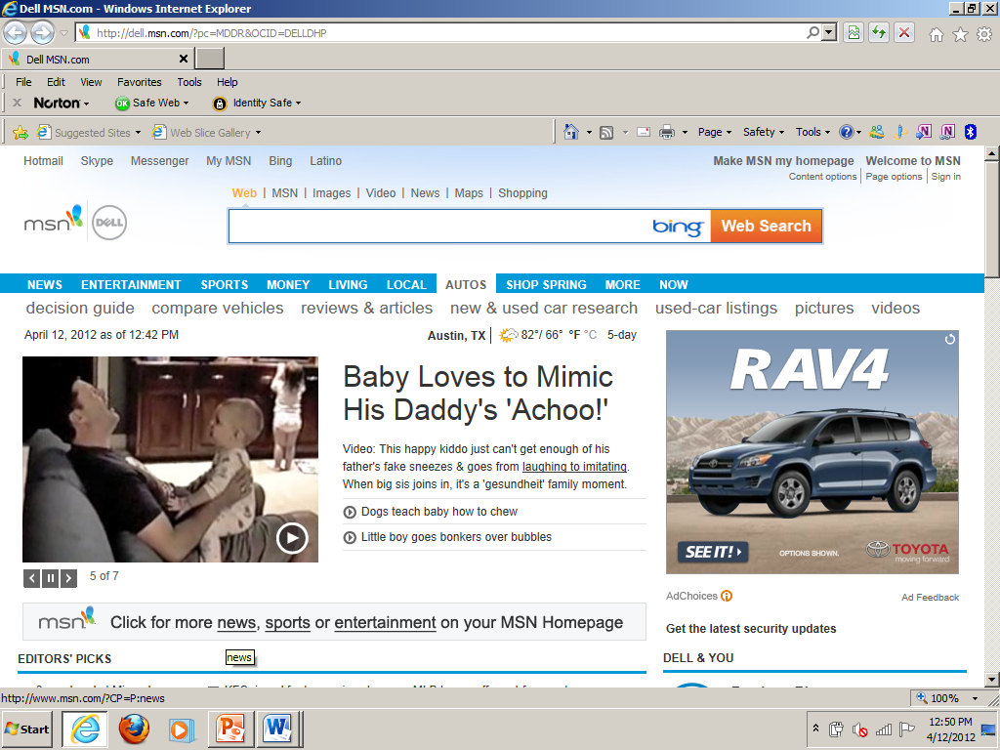 Dell MSN.com - Windows Internet Explorer
http://dell.msn.com/?pc=MDDR&OCID=DELLDHP
Dell MSN.com
File Edit View Favorites Tools Help
Norton OK Safe Web Identity Safe
Suggested Sites Web Slice Gallery Page Safety Tools
Hotmail Skype Messenger My MSN Bing Latino Make MSN my homepage Welcome to MSN
Content options Page options Sign in
Web | MSN | Images | Video | News | Maps | Shopping
msn DELL bing Web Search
NEWS ENTERTAINMENT SPORTS MONEY LIVING LOCAL AUTOS SHOP SPRING MORE NOW
decision guide compare vehicles reviews & articles new & used car research used-car listings pictures videos
April 12, 2012 as of 12:42 PM Austin, TX 82°/ 66° °F °C 5-day
Baby Loves to Mimic
His Daddy's 'Achoo!'
Video: This happy kiddo just can't get enough of his
father's fake sneezes & goes from laughing to imitating.
When big sis joins in, it's a 'gesundheit' family moment.
Dogs teach baby how to chew
Little boy goes bonkers over bubbles
5 of 7
RAV4
SEE IT! OPTIONS SHOWN. TOYOTA
moving forward
AdChoices Ad Feedback
msn Click for more news, sports or entertainment on your MSN Homepage
Get the latest security updates
EDITORS' PICKS
news
DELL & YOU
http://www.msn.com/?CP=P:news 100%
Start 12:50 PM
4/12/2012